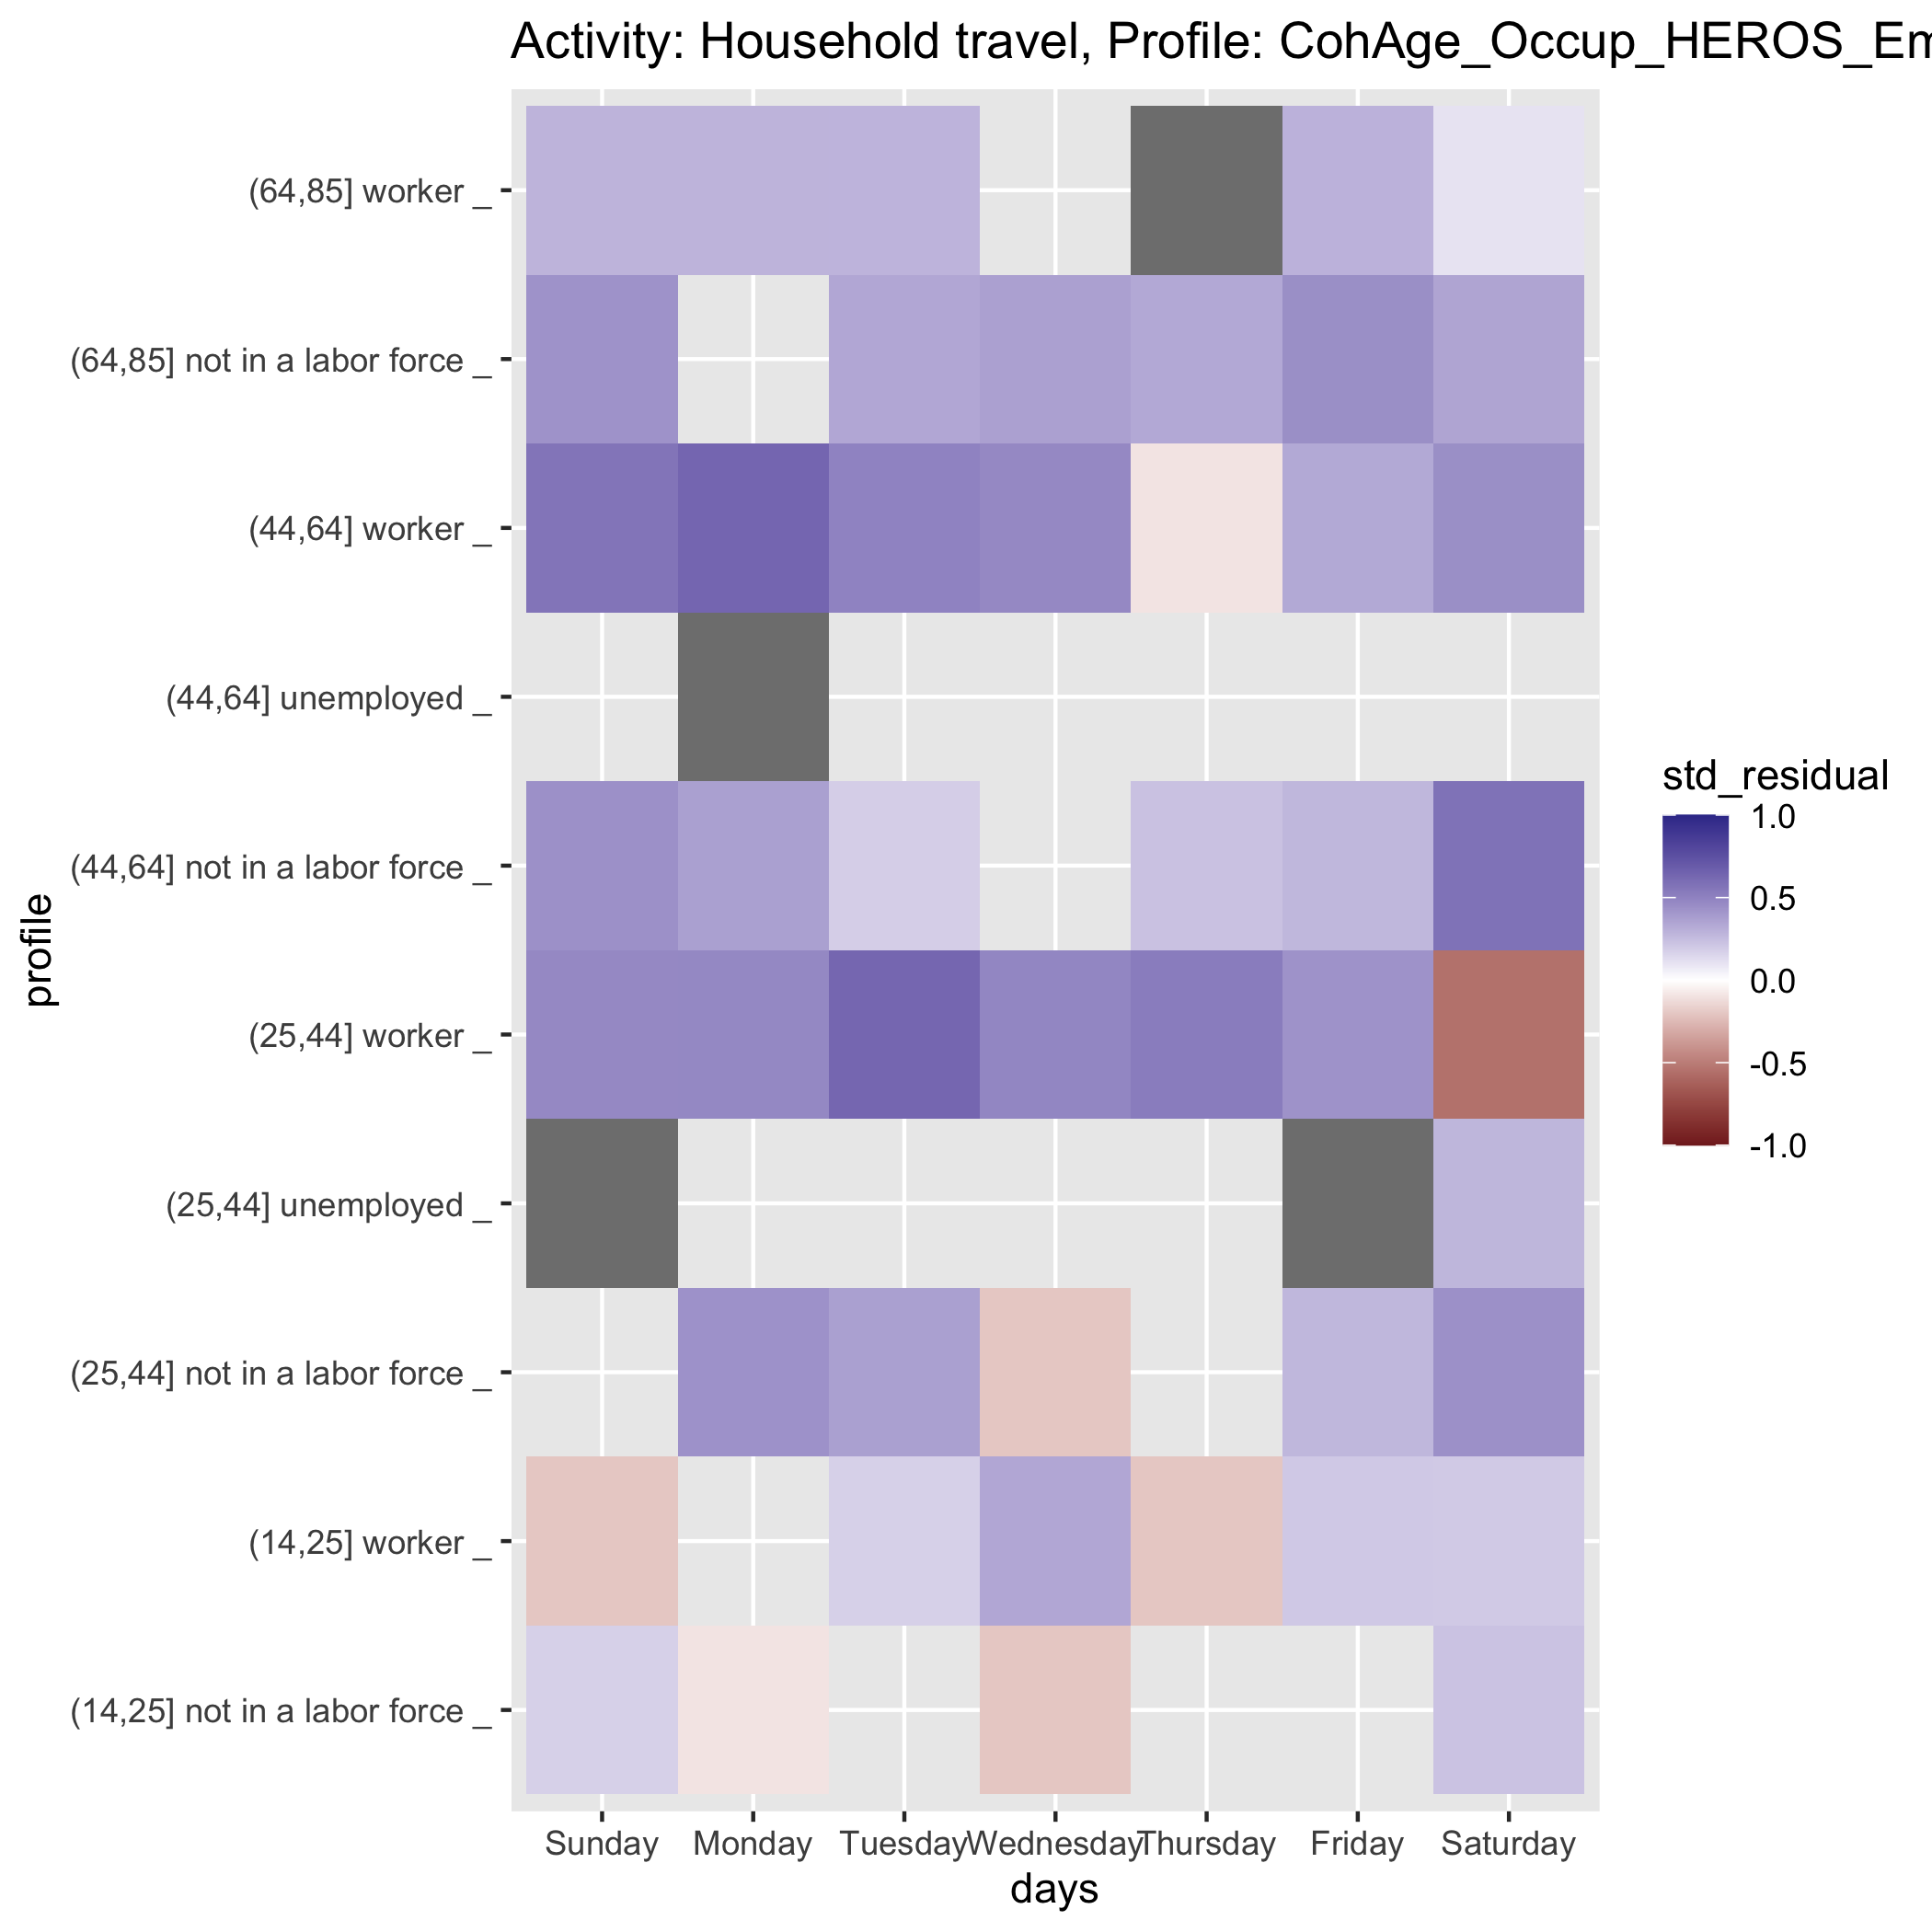 Activity: Household travel, Profile: CohAge_Occup_HEROS_Em
(64,85] worker _
(64,85] not in a labor force _
(44,64] worker _
(44,64] unemployed _
(44,64] not in a labor force _
(25,44] worker _
(25,44] unemployed _
(25,44] not in a labor force _
(14,25] worker _
(14,25] not in a labor force _
profile
Sunday Monday Tuesday Wednesday Thursday Friday Saturday
days
std_residual
1.0
0.5
0.0
-0.5
-1.0